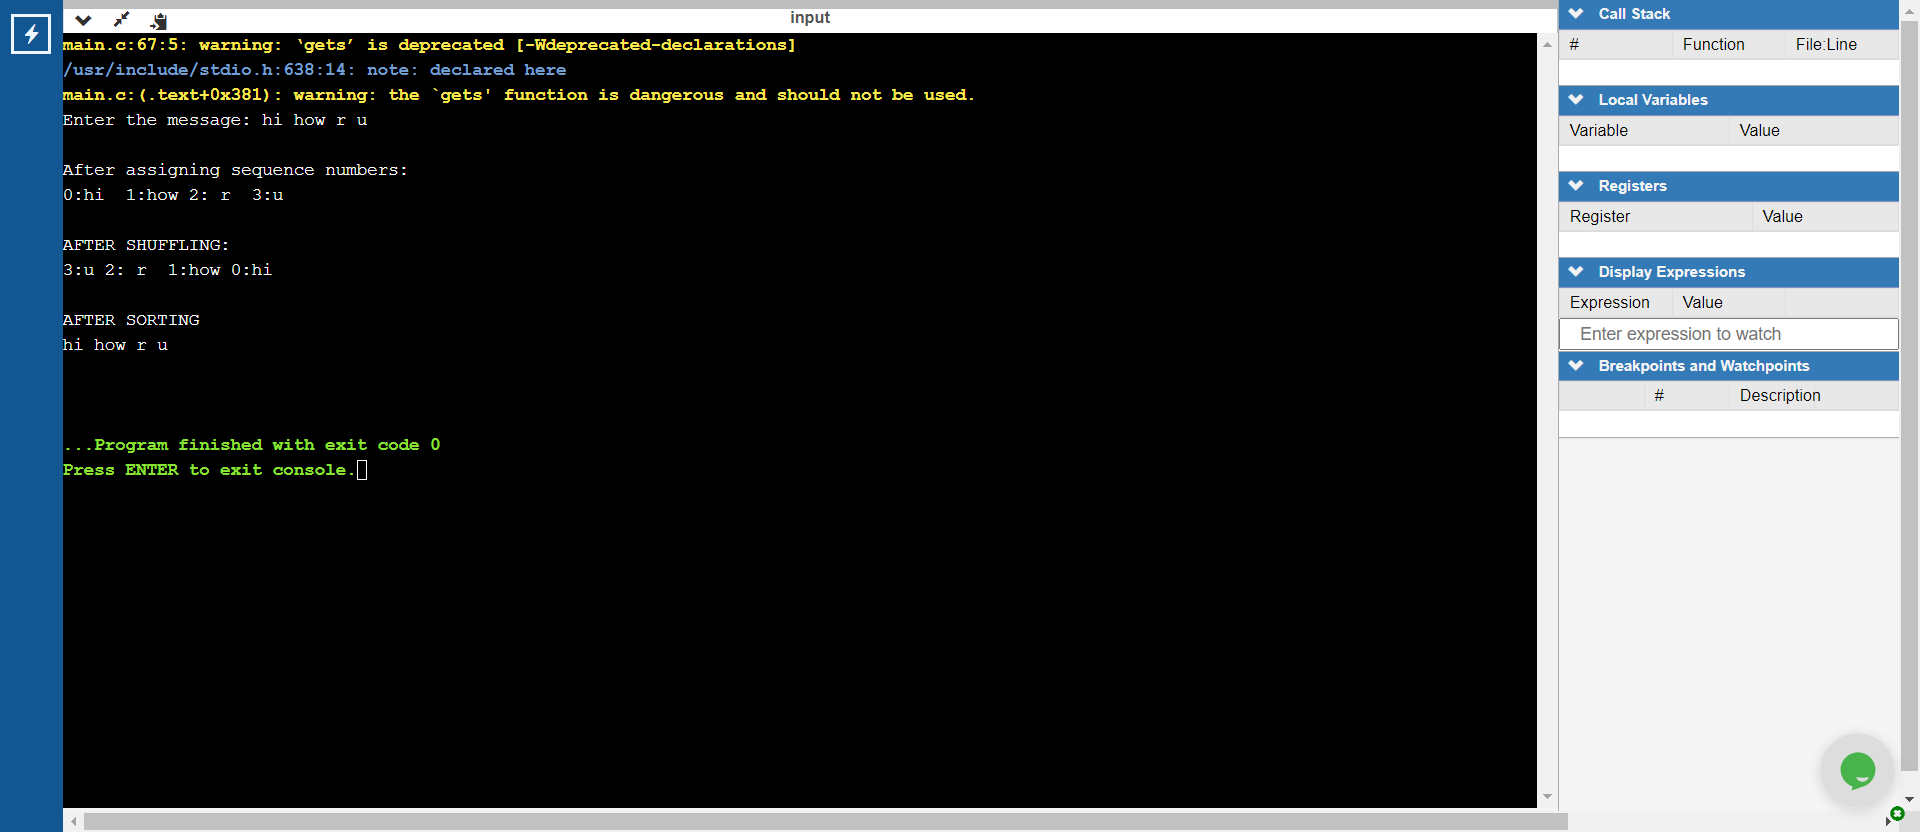 input
main.c:67:5: warning: ‘gets’ is deprecated [-Wdeprecated-declarations]
/usr/include/stdio.h:638:14: note: declared here
main.c:(.text+0x381): warning: the `gets' function is dangerous and should not be used.
Enter the message: hi how r u
After assigning sequence numbers:
0:hi  1:how 2: r  3:u
AFTER SHUFFLING:
3:u 2: r  1:how 0:hi
AFTER SORTING
hi how r u
...Program finished with exit code 0
Press ENTER to exit console.
Call Stack
# Function File:Line
Local Variables
Variable Value
Registers
Register Value
Display Expressions
Expression Value
Enter expression to watch
Breakpoints and Watchpoints
# Description